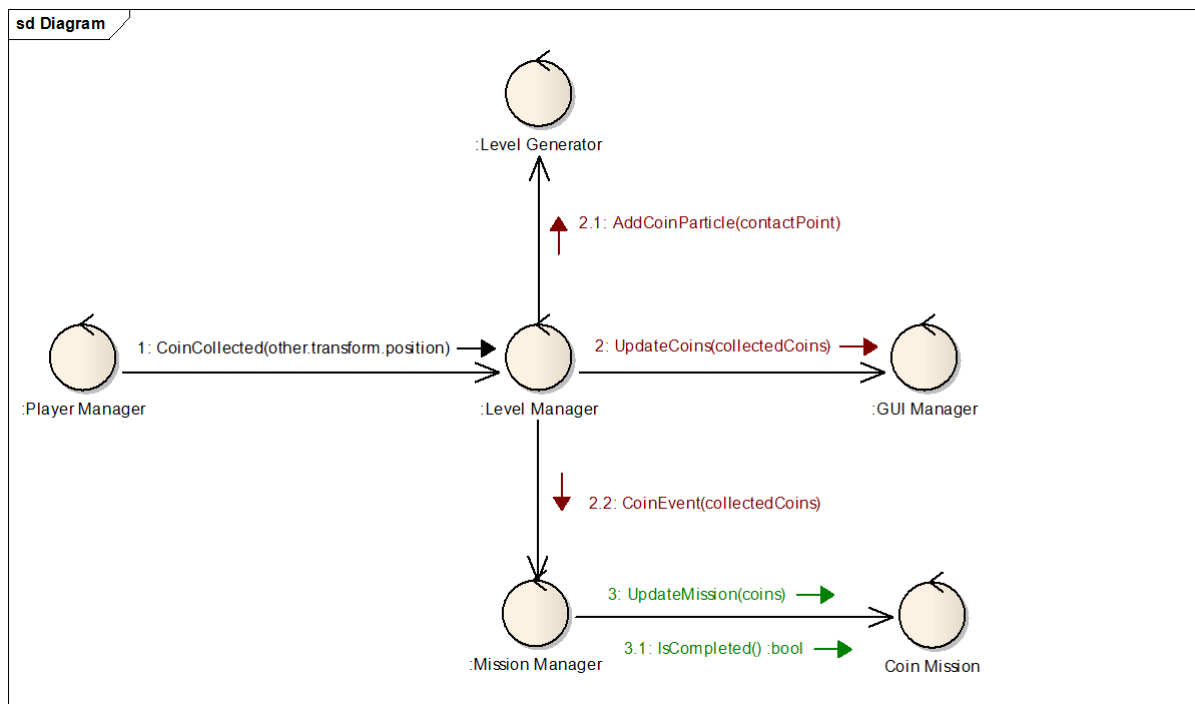 sd Diagram
:Level Generator
2.1: AddCoinParticle(contactPoint)
1: CoinCollected(other.transform.position)
2: UpdateCoins(collectedCoins)
:Player Manager
:Level Manager
:GUI Manager
2.2: CoinEvent(collectedCoins)
3: UpdateMission(coins)
3.1: IsCompleted() :bool
:Mission Manager
Coin Mission